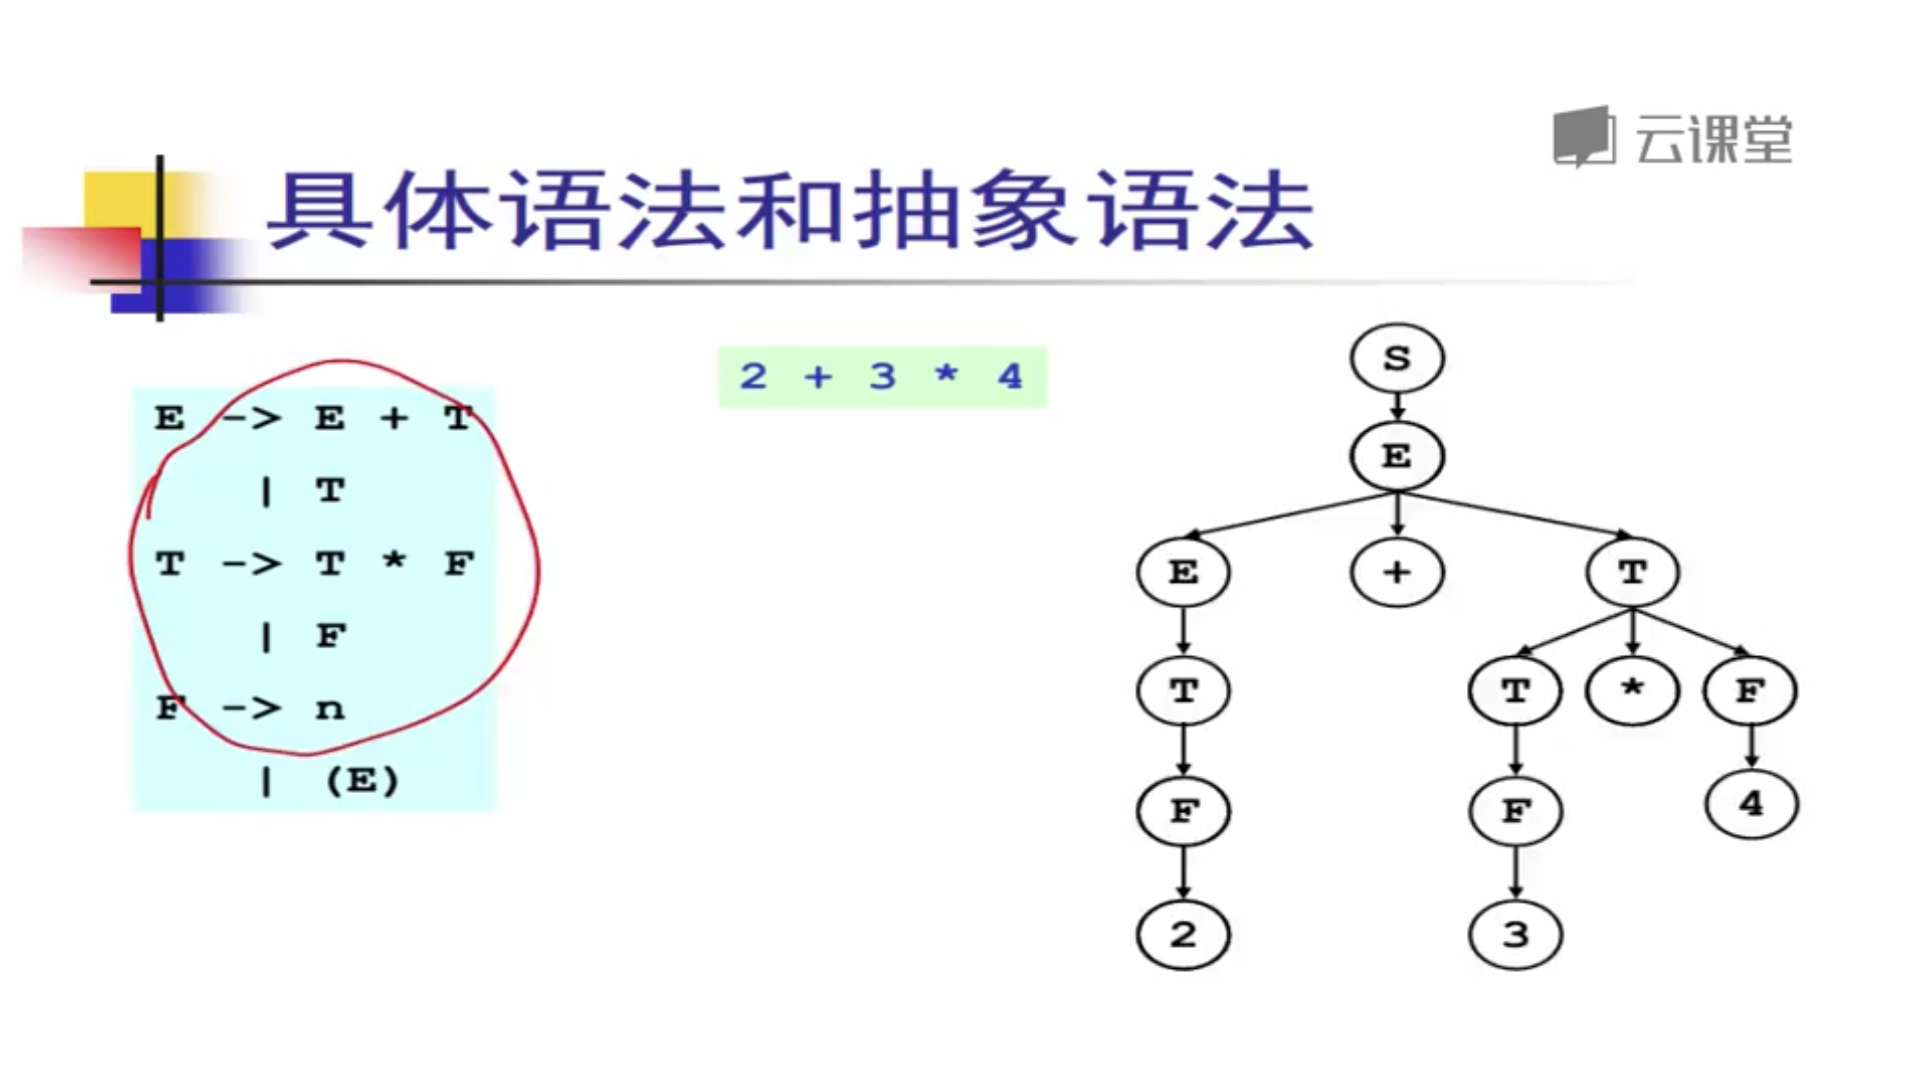 云课堂
具体语法和抽象语法
2 + 3 * 4
E -> E + T
| T
T -> T * F
| F
F -> n
| (E)
S
E
E + T
T T * F
F F 4
2 3